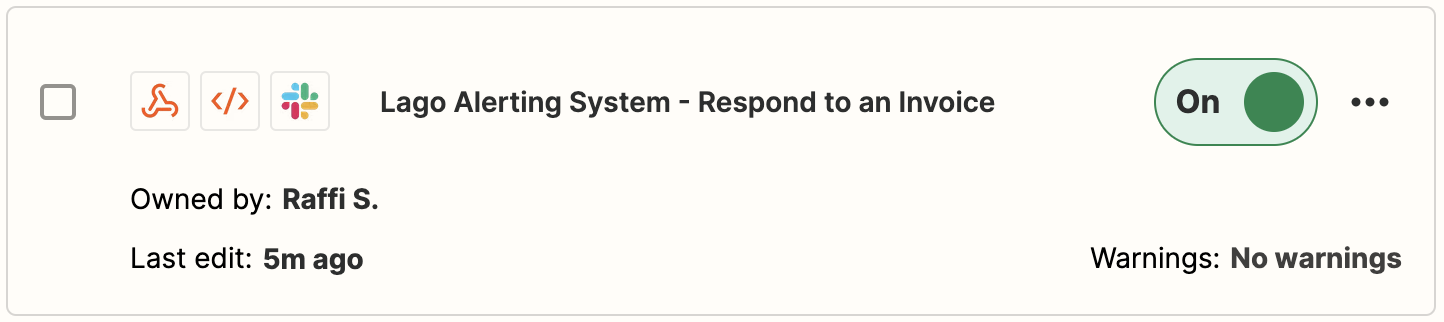 Lago Alerting System - Respond to an Invoice On
Owned by: Raffi S.
Last edit: 5m ago Warnings: No warnings